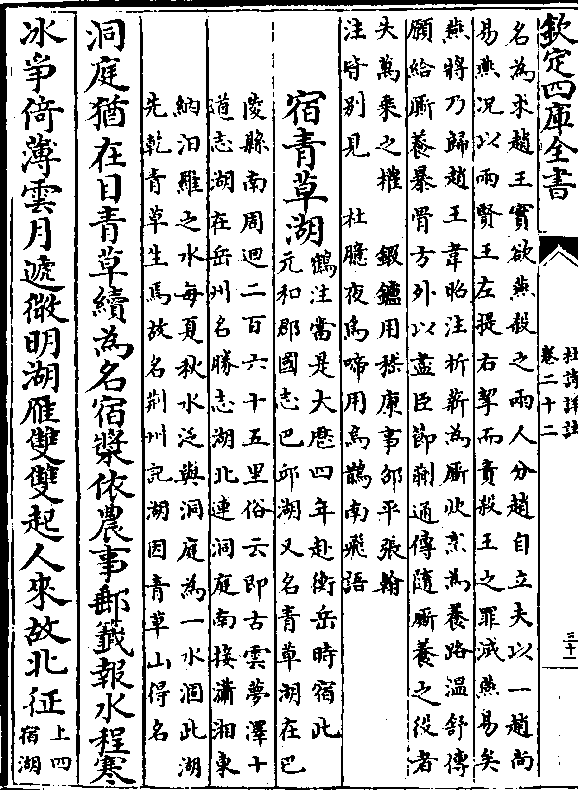 欽定四庫全書
杜詩詳註
卷二十二
三十一
名為求趙王實欲燕殺之兩人分趙自立夫以一趙尚
易燕况以兩賢王左提右挈而責殺王之罪滅燕易矣
燕將乃歸趙王韋昭注析薪為厮炊烹為養路温舒傳
願給厮養暴骨方外以盡臣節蒯通傳隨厮養之役者
失萬乘之權 鍛鑪用嵇康事邻平張翰
注時別見 杜臆夜烏啼用烏鵲南飛語
宿青草湖
鶴注當是大歷四年赴衡岳時宿此
元和郡國志巴邱湖又名青草湖在巴
陵縣南周迴二百六十五里俗云即古雲夢澤十
道志湖在岳州名勝志湖北連洞庭南接瀟湘東
納汨羅之水每夏秋水泛與洞庭為一水涸此湖
先乾青草生焉故名荆州記湖因青草山得名
洞庭猶在目青草續為名宿槳依農事郵籤報水程寒
冰争倚薄雲月遞微明湖雁雙雙起人來故北征
上四
宿湖